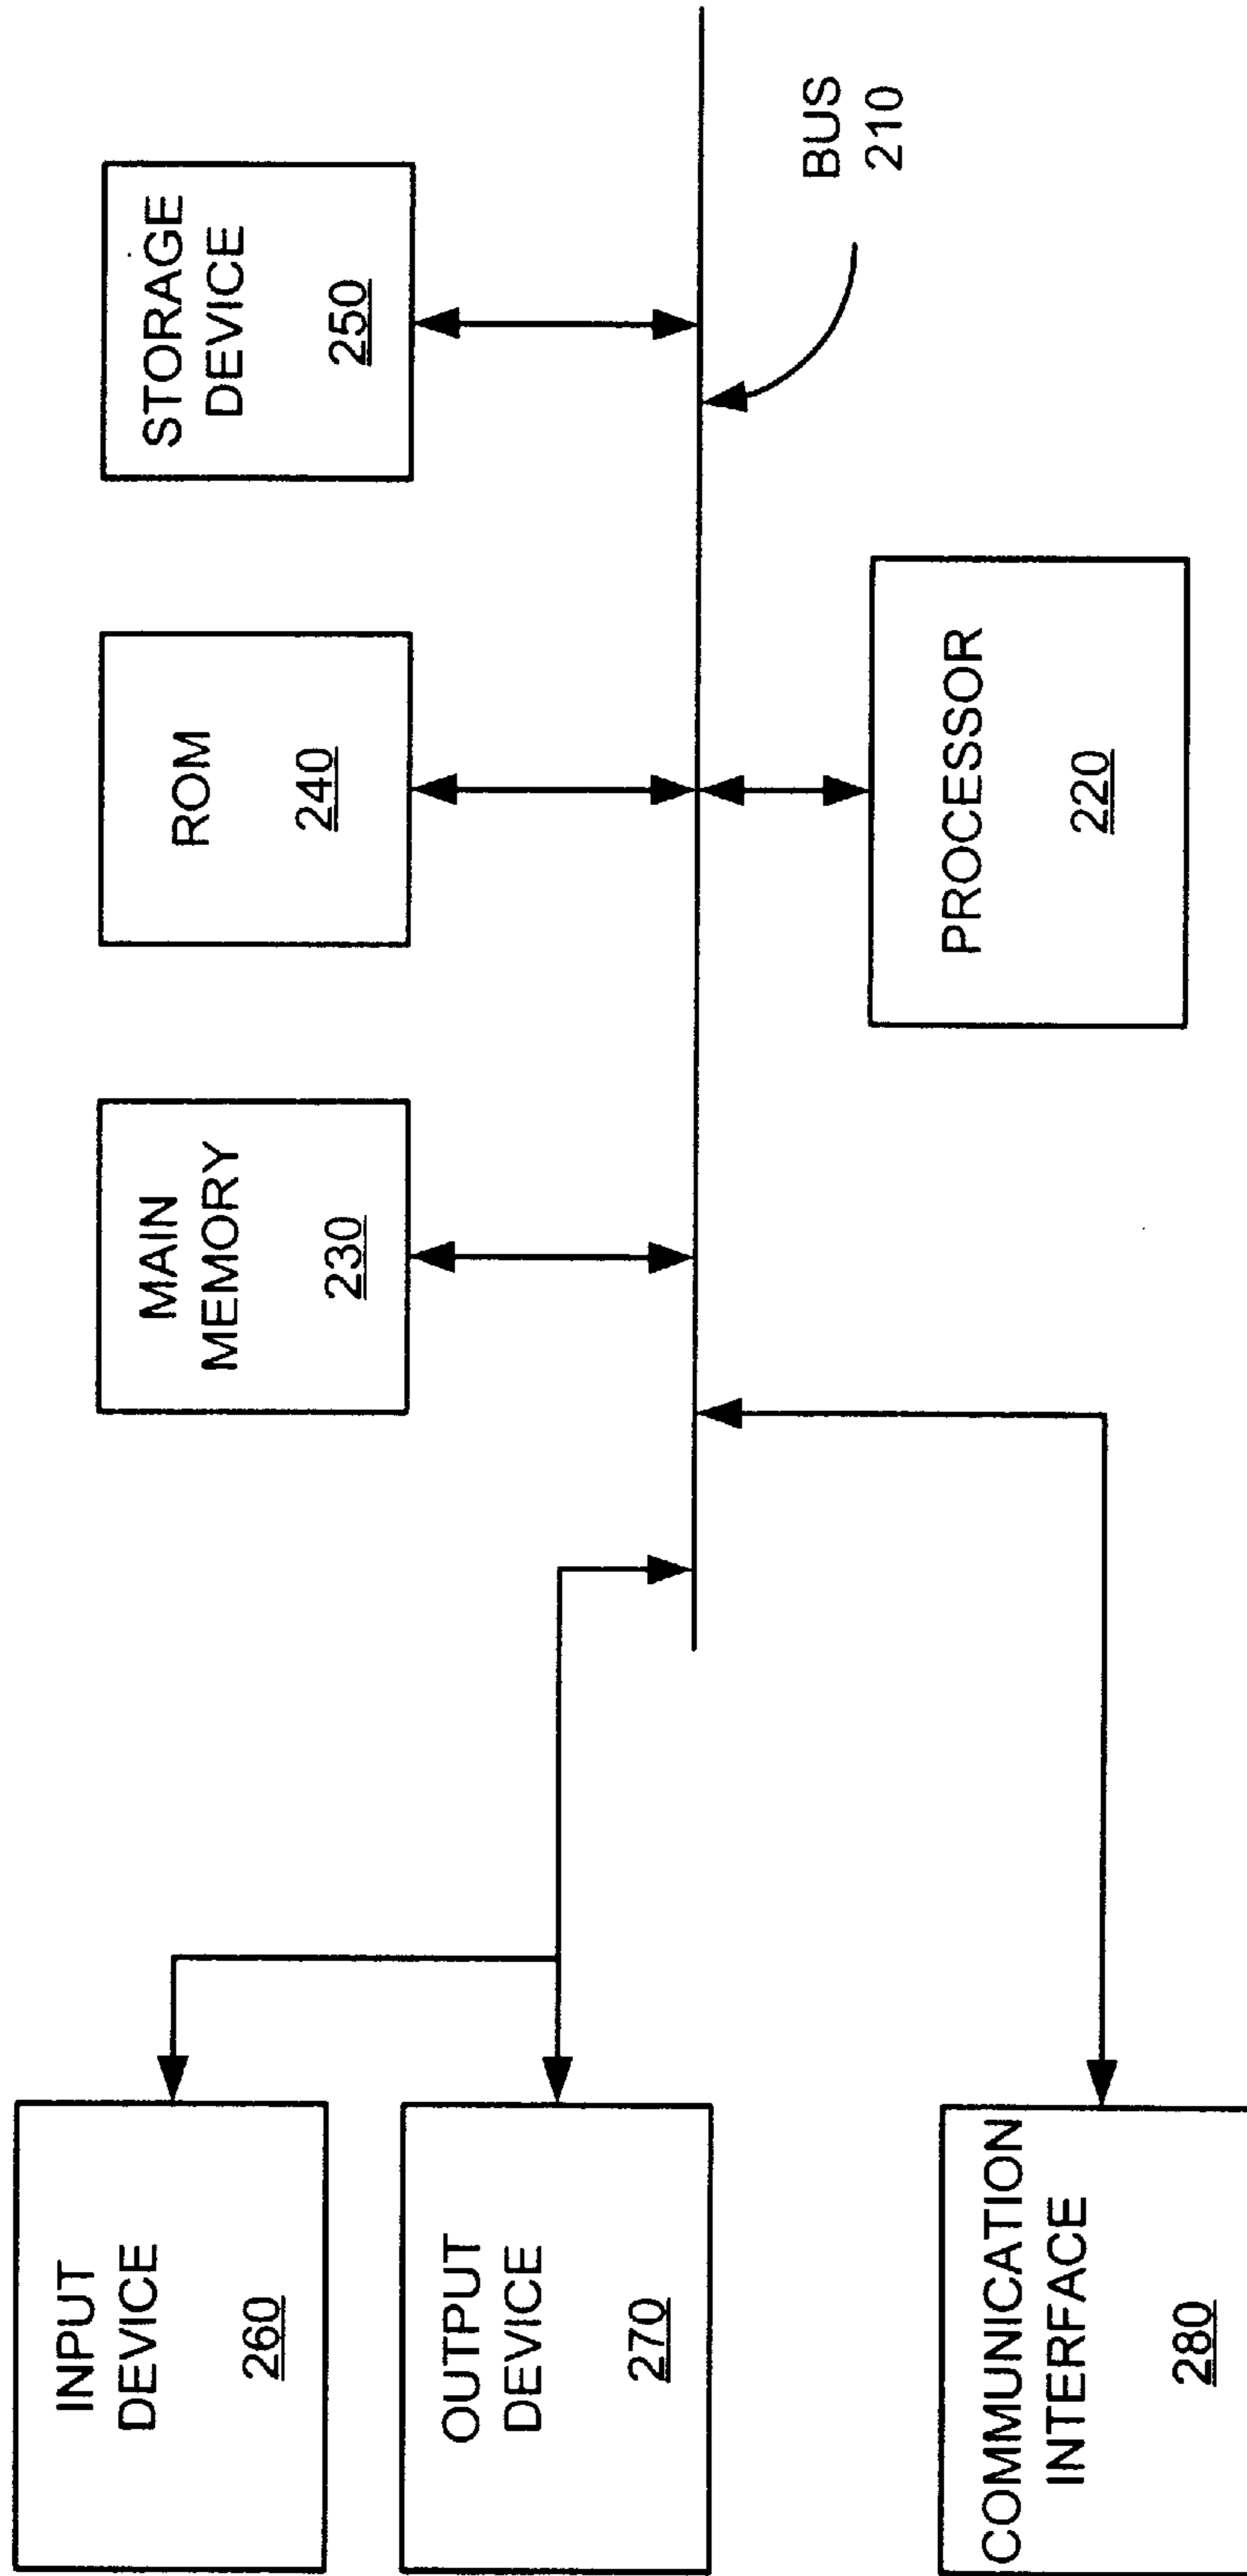 INPUT
DEVICE
260
OUTPUT
DEVICE
270
COMMUNICATION
INTERFACE
280
MAIN
MEMORY
230
ROM
240
STORAGE
DEVICE
250
PROCESSOR
220
BUS
210